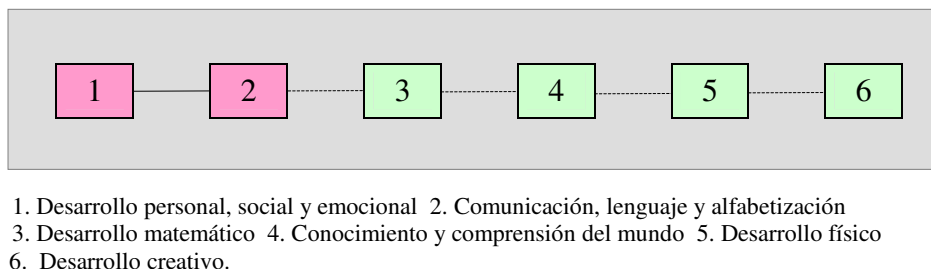 1 2 3 4 5 6
1. Desarrollo personal, social y emocional 2. Comunicación, lenguaje y alfabetización
3. Desarrollo matemático 4. Conocimiento y comprensión del mundo 5. Desarrollo físico
6. Desarrollo creativo.